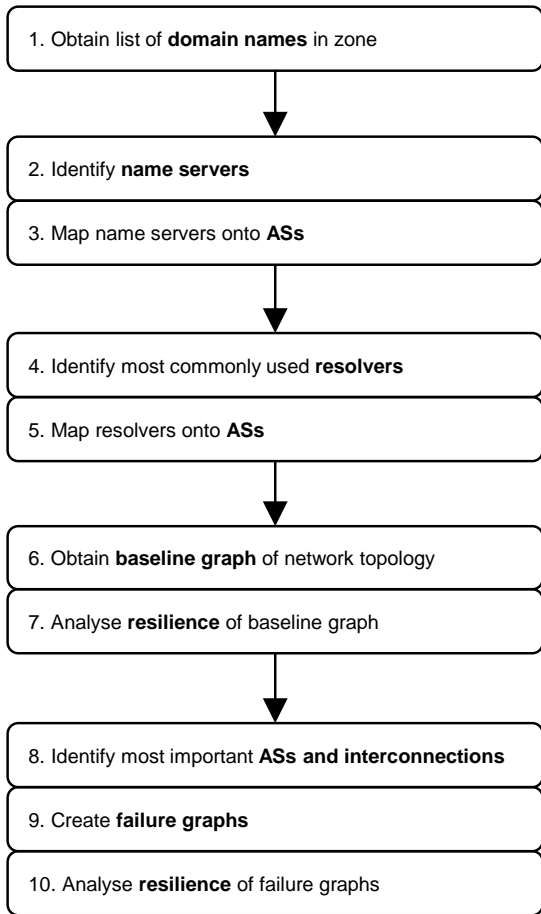 1. Obtain list of domain names in zone
2. Identify name servers
3. Map name servers onto ASs
4. Identify most commonly used resolvers
5. Map resolvers onto ASs
6. Obtain baseline graph of network topology
7. Analyse resilience of baseline graph
8. Identify most important ASs and interconnections
9. Create failure graphs
10. Analyse resilience of failure graphs